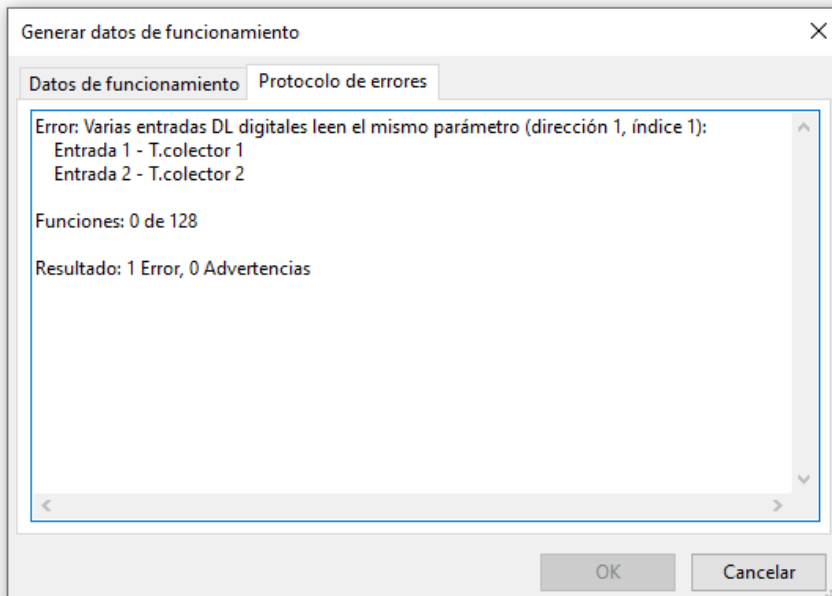 Generar datos de funcionamiento
Datos de funcionamiento
Protocolo de errores
Error: Varias entradas DL digitales leen el mismo parámetro (dirección 1, índice 1):
Entrada 1 - T.colector 1
Entrada 2 - T.colector 2
Funciones: 0 de 128
Resultado: 1 Error, 0 Advertencias
OK
Cancelar